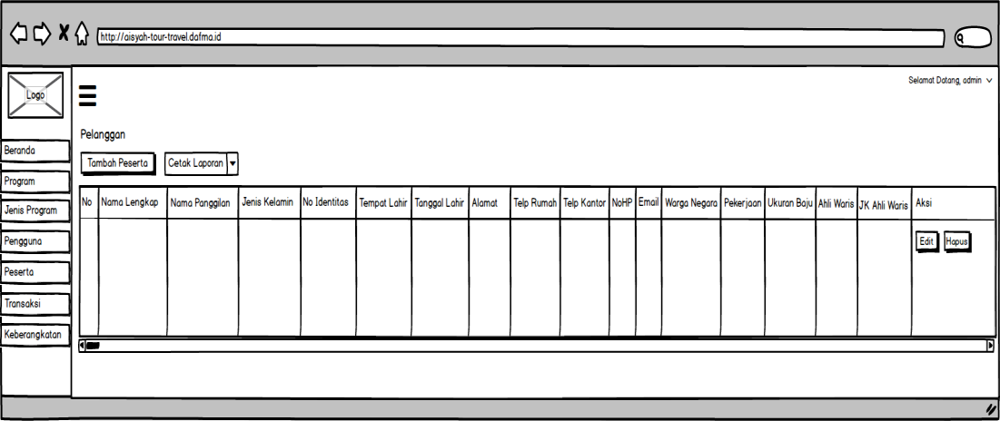 http://aisyah-tour-travel.dafma.id
Selamat Datang, admin
Logo
Pelanggan
Beranda
Tambah Peserta Cetak Laporan
Program
No Nama Lengkap Nama Panggilan Jenis Kelamin No Identitas Tempat Lahir Tanggal Lahir Alamat Telp Rumah Telp Kantor NoHP Email Warga Negara Pekerjaan Ukuran Baju Ahli Waris JK Ahli Waris Aksi
Jenis Program
Pengguna
Edit Hapus
Peserta
Transaksi
Keberangkatan